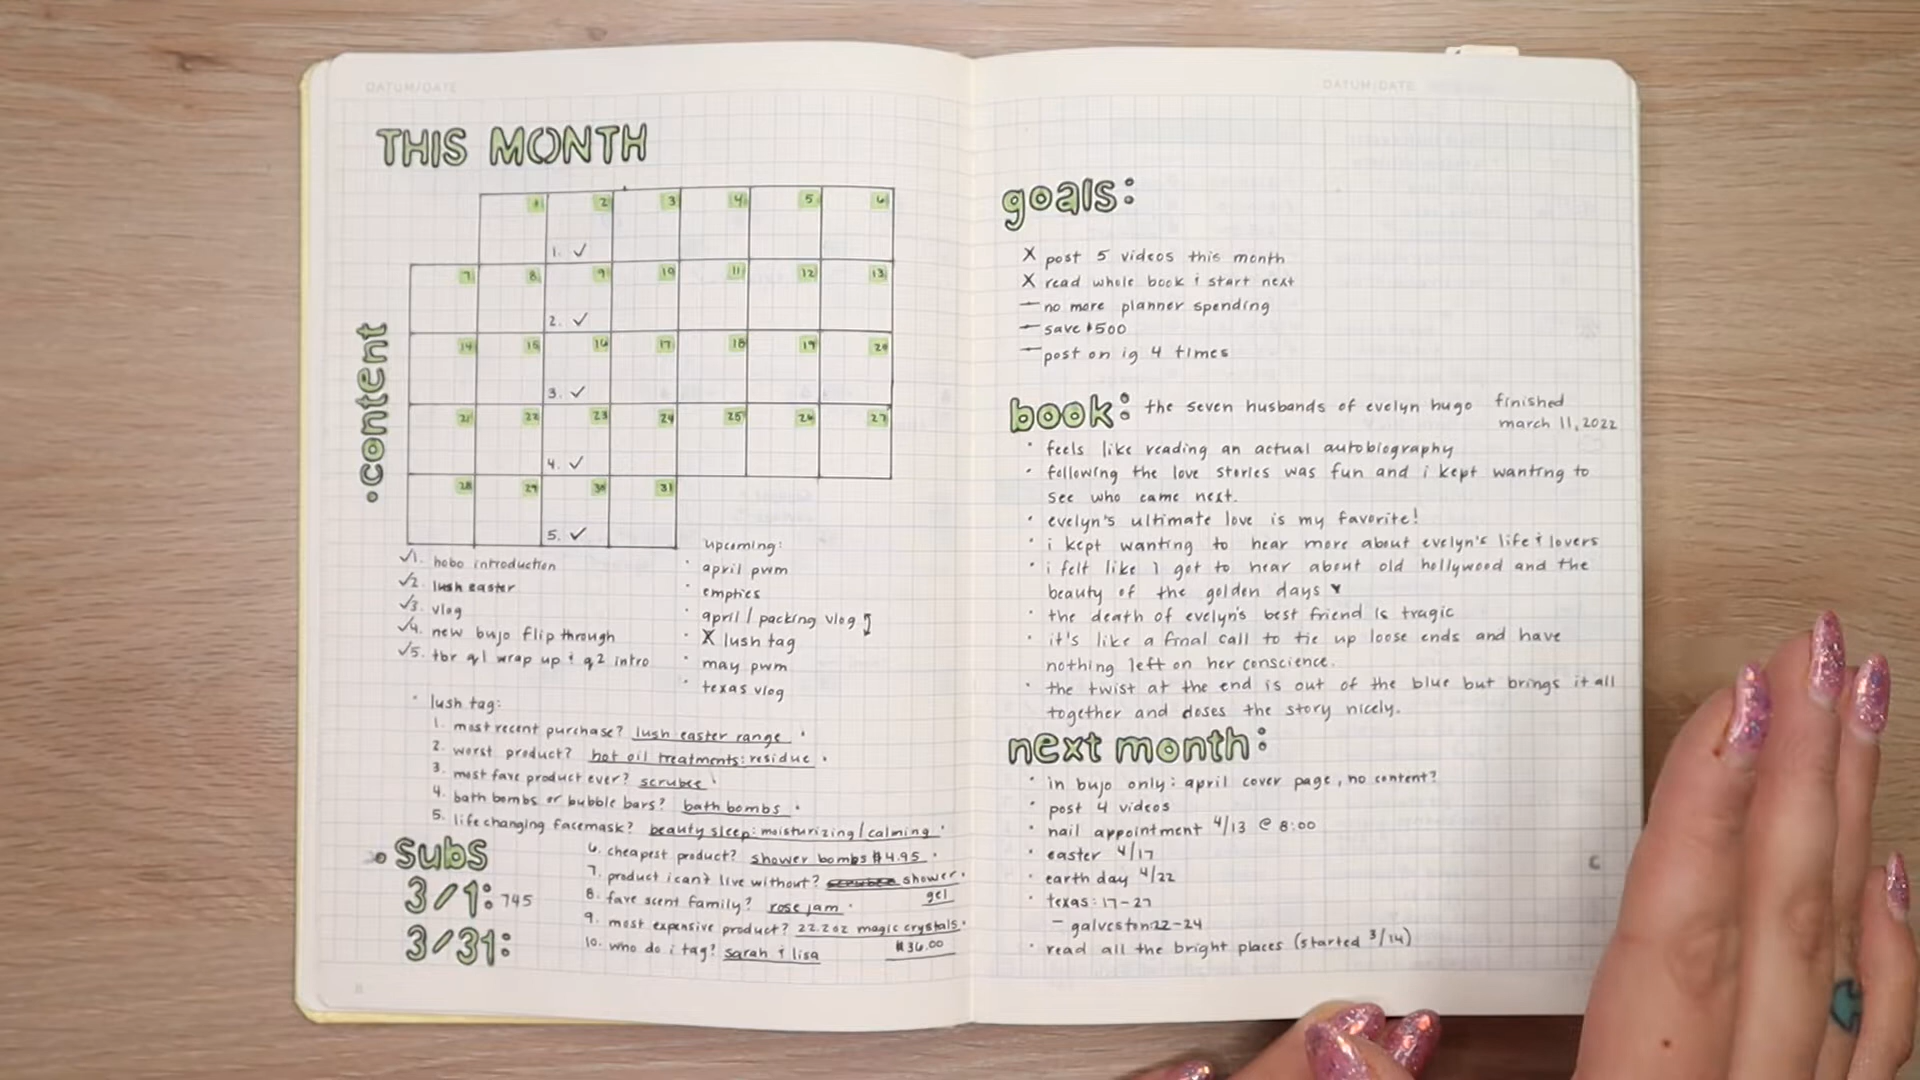 DATUM/DATE
THIS MONTH
1 2 3 4 5 6
1. ✓
7 8 9 10 11 12 13
2. ✓
14 15 16 17 18 19 20
3. ✓
21 22 23 24 25 26 27
4. ✓
28 29 30 31
5. ✓
• content
✓1. hobo introduction
✓2. lush easter
✓3. vlog
✓4. new bujo flip through
✓5. tbr q1 wrap up & q2 intro
upcoming:
• april pwm
• empties
• april / packing vlog
• X lush tag
• may pwm
• texas vlog
• lush tag:
1. most recent purchase? lush easter range •
2. worst product? hot oil treatments: residue •
3. most fave product ever? scrubee •
4. bath bombs or bubble bars? bath bombs •
5. life changing facemask? beauty sleep: moisturizing/calming •
6. cheapest product? shower bombs $4.95 •
7. product i can't live without? scrubee shower •
gel
8. fave scent family? rose jam •
9. most expensive product? 22.2oz magic crystals •
$36.00
10. who do i tag? sarah & lisa
• subs
3/1: 745
3/31:
8
DATUM/DATE
goals:
X post 5 videos this month
X read whole book i start next
— no more planner spending
— save $500
— post on ig 4 times
book: the seven husbands of evelyn hugo finished
march 11, 2022
• feels like reading an actual autobiography
• following the love stories was fun and i kept wanting to
see who came next.
• evelyn's ultimate love is my favorite!
• i kept wanting to hear more about evelyn's life & lovers
• i felt like i got to hear about old hollywood and the
beauty of the golden days ♥
• the death of evelyn's best friend is tragic
• it's like a final call to tie up loose ends and have
nothing left on her conscience.
• the twist at the end is out of the blue but brings it all
together and closes the story nicely.
next month:
• in bujo only: april cover page, no content?
• post 4 videos
• nail appointment 4/13 @ 8:00
• easter 4/17
• earth day 4/22
• texas: 17-27
— galveston: 22-24
• read all the bright places (started 3/14)